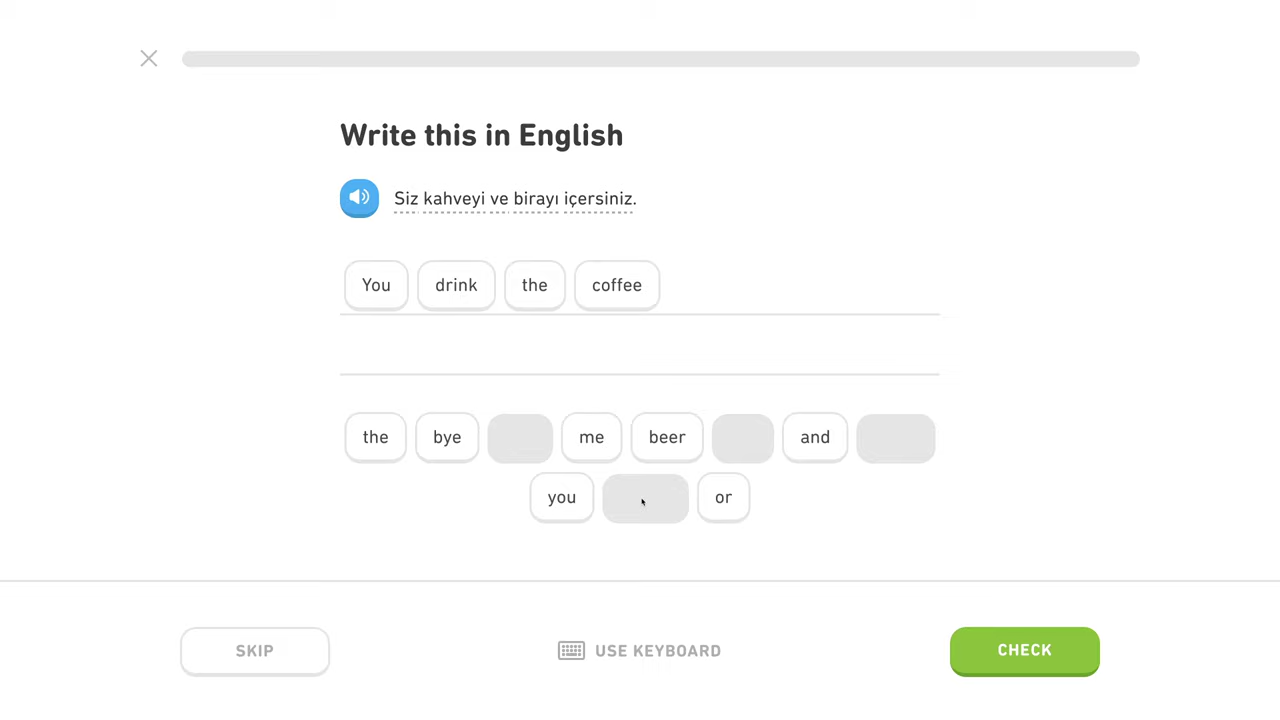 Write this in English
Siz kahveyi ve birayı içersiniz.
You drink the coffee
the bye me beer and
you or
SKIP USE KEYBOARD CHECK